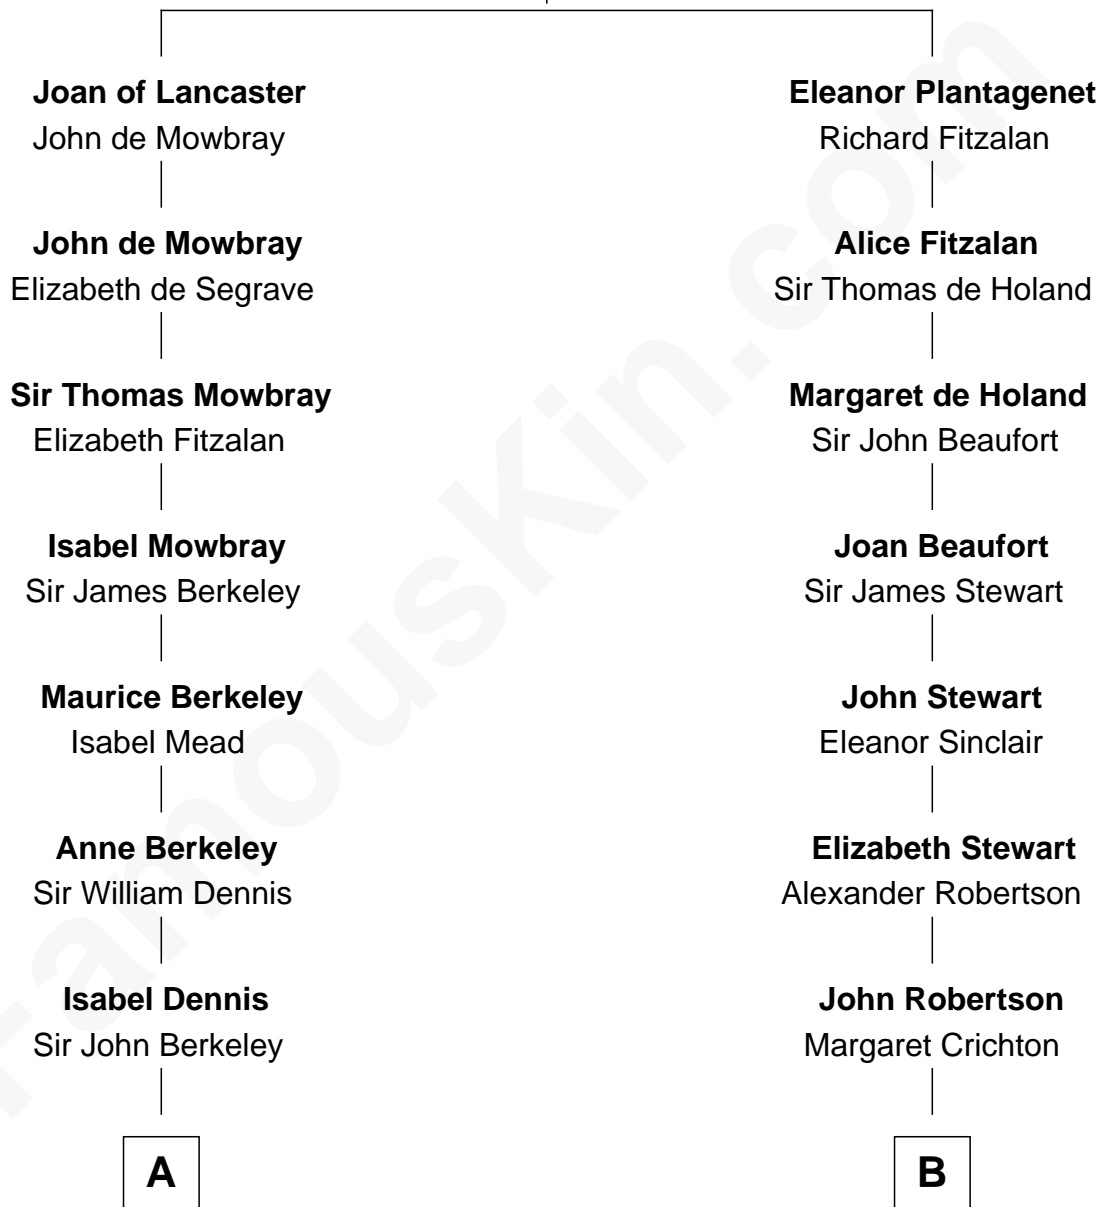 Joan of Lancaster
John de Mowbray
John de Mowbray
Elizabeth de Segrave
Sir Thomas Mowbray
Elizabeth Fitzalan
Isabel Mowbray
Sir James Berkeley
Maurice Berkeley
Isabel Mead
Anne Berkeley
Sir William Dennis
Isabel Dennis
Sir John Berkeley
A
Eleanor Plantagenet
Richard Fitzalan
Alice Fitzalan
Sir Thomas de Holand
Margaret de Holand
Sir John Beaufort
Joan Beaufort
Sir James Stewart
John Stewart
Eleanor Sinclair
Elizabeth Stewart
Alexander Robertson
John Robertson
Margaret Crichton
B
FamousKin.com